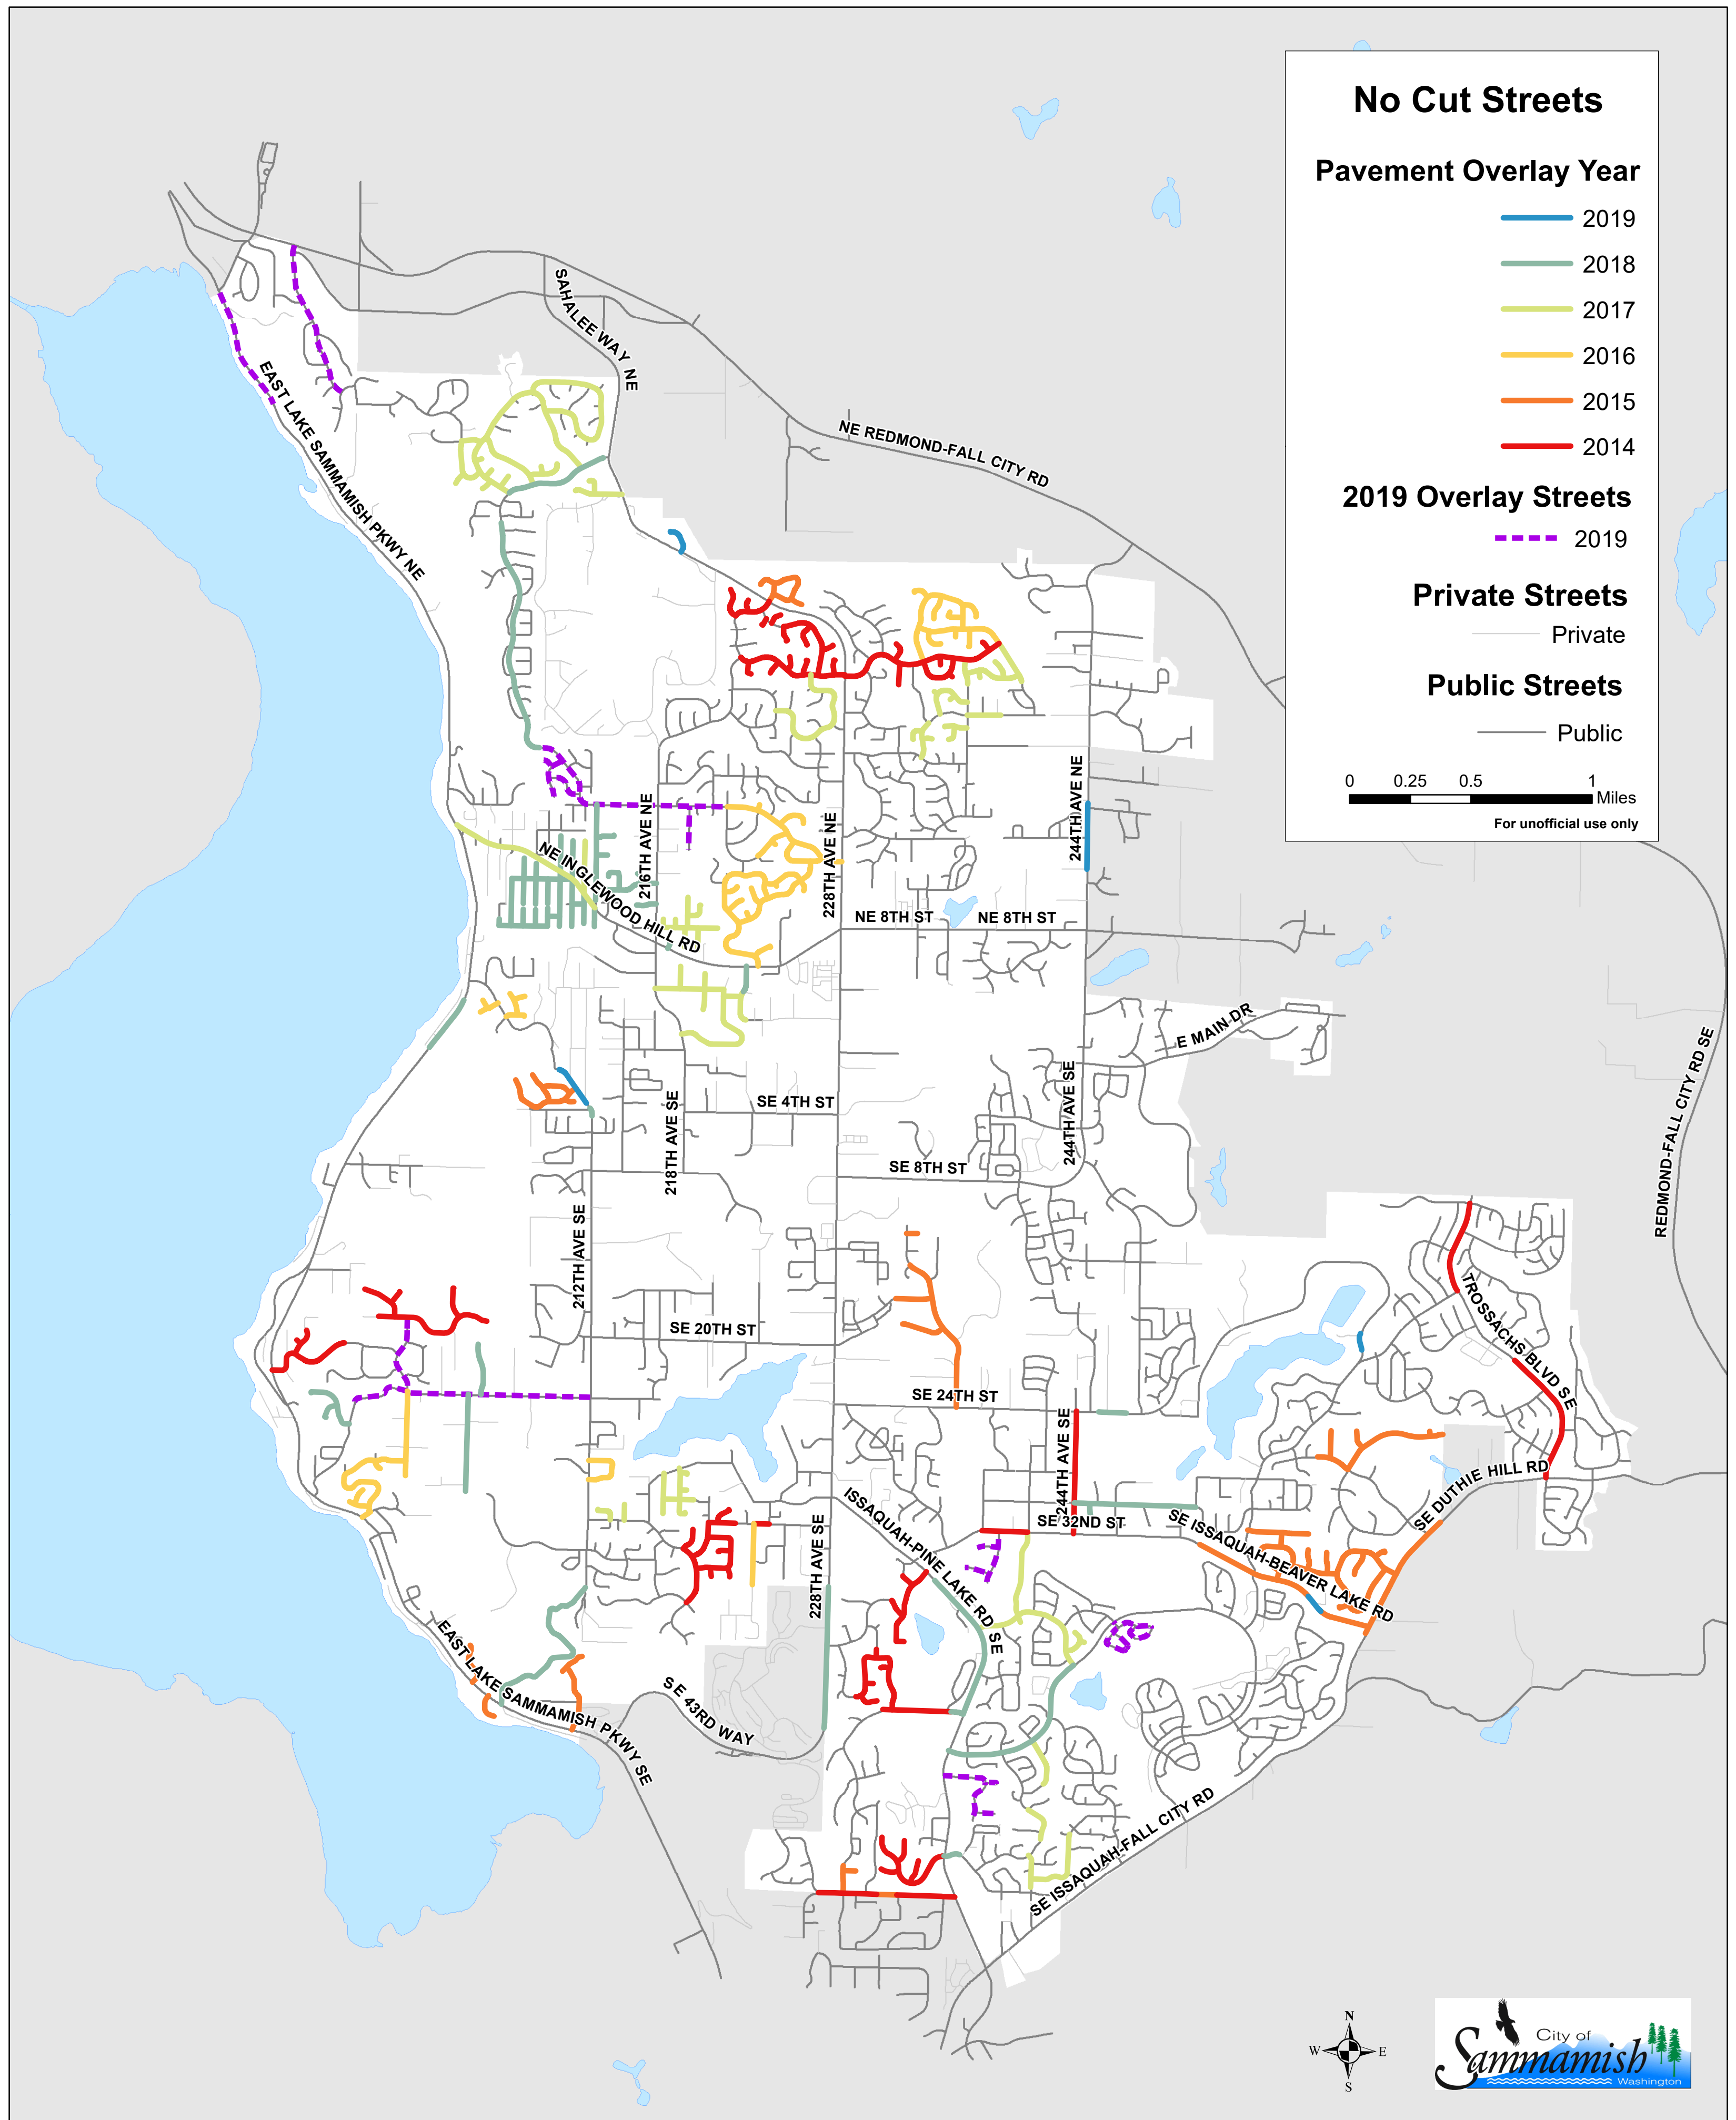 No Cut Streets
Pavement Overlay Year
2019
2018
2017
2016
2015
2014
2019 Overlay Streets
2019
Private Streets
Private
Public Streets
Public
0 0.25 0.5 1
Miles
For unofficial use only
SAHALEE WAY NE
EAST LAKE SAMMAMISH PKWY NE
NE REDMOND-FALL CITY RD
244TH AVE NE
216TH AVE NE
228TH AVE NE
NE INGLEWOOD HILL RD
NE 8TH ST
NE 8TH ST
E MAIN DR
REDMOND-FALL CITY RD SE
244TH AVE SE
SE 4TH ST
218TH AVE SE
SE 8TH ST
212TH AVE SE
TROSSACHS BLVD SE
SE 20TH ST
SE 24TH ST
244TH AVE SE
SE DUTHIE HILL RD
ISSAQUAH-PINE LAKE RD SE
SE 32ND ST
SE ISSAQUAH-BEAVER LAKE RD
228TH AVE SE
EAST LAKE SAMMAMISH PKWY SE
SE 43RD WAY
SE ISSAQUAH-FALL CITY RD
N
W E
S
City of
Sammamish
Washington